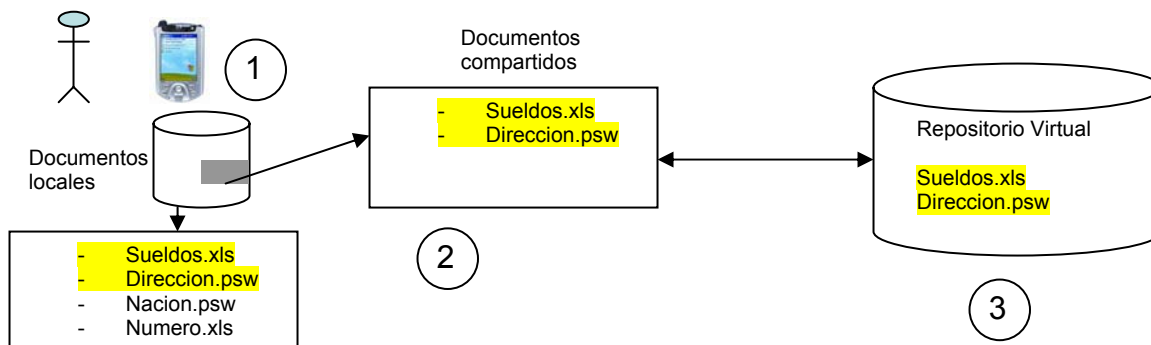 1
Documentos
locales
- Sueldos.xls
- Direccion.psw
- Nacion.psw
- Numero.xls
Documentos
compartidos
- Sueldos.xls
- Direccion.psw
2
Repositorio Virtual
Sueldos.xls
Direccion.psw
3